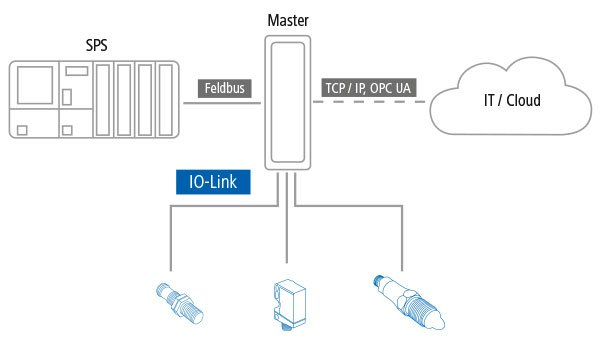 Master
SPS
Feldbus
TCP / IP, OPC UA
IT / Cloud
IO-Link